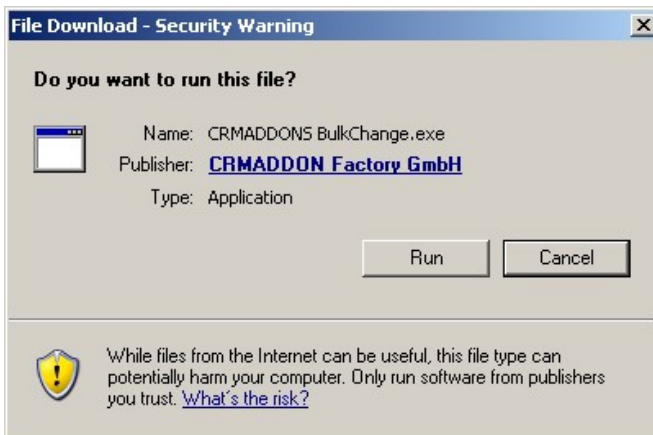 File Download - Security Warning
Do you want to run this file?
Name: CRMADDONS BulkChange.exe
Publisher: CRMADDON Factory GmbH
Type: Application
Run Cancel
While files from the Internet can be useful, this file type can
potentially harm your computer. Only run software from publishers
you trust. What's the risk?